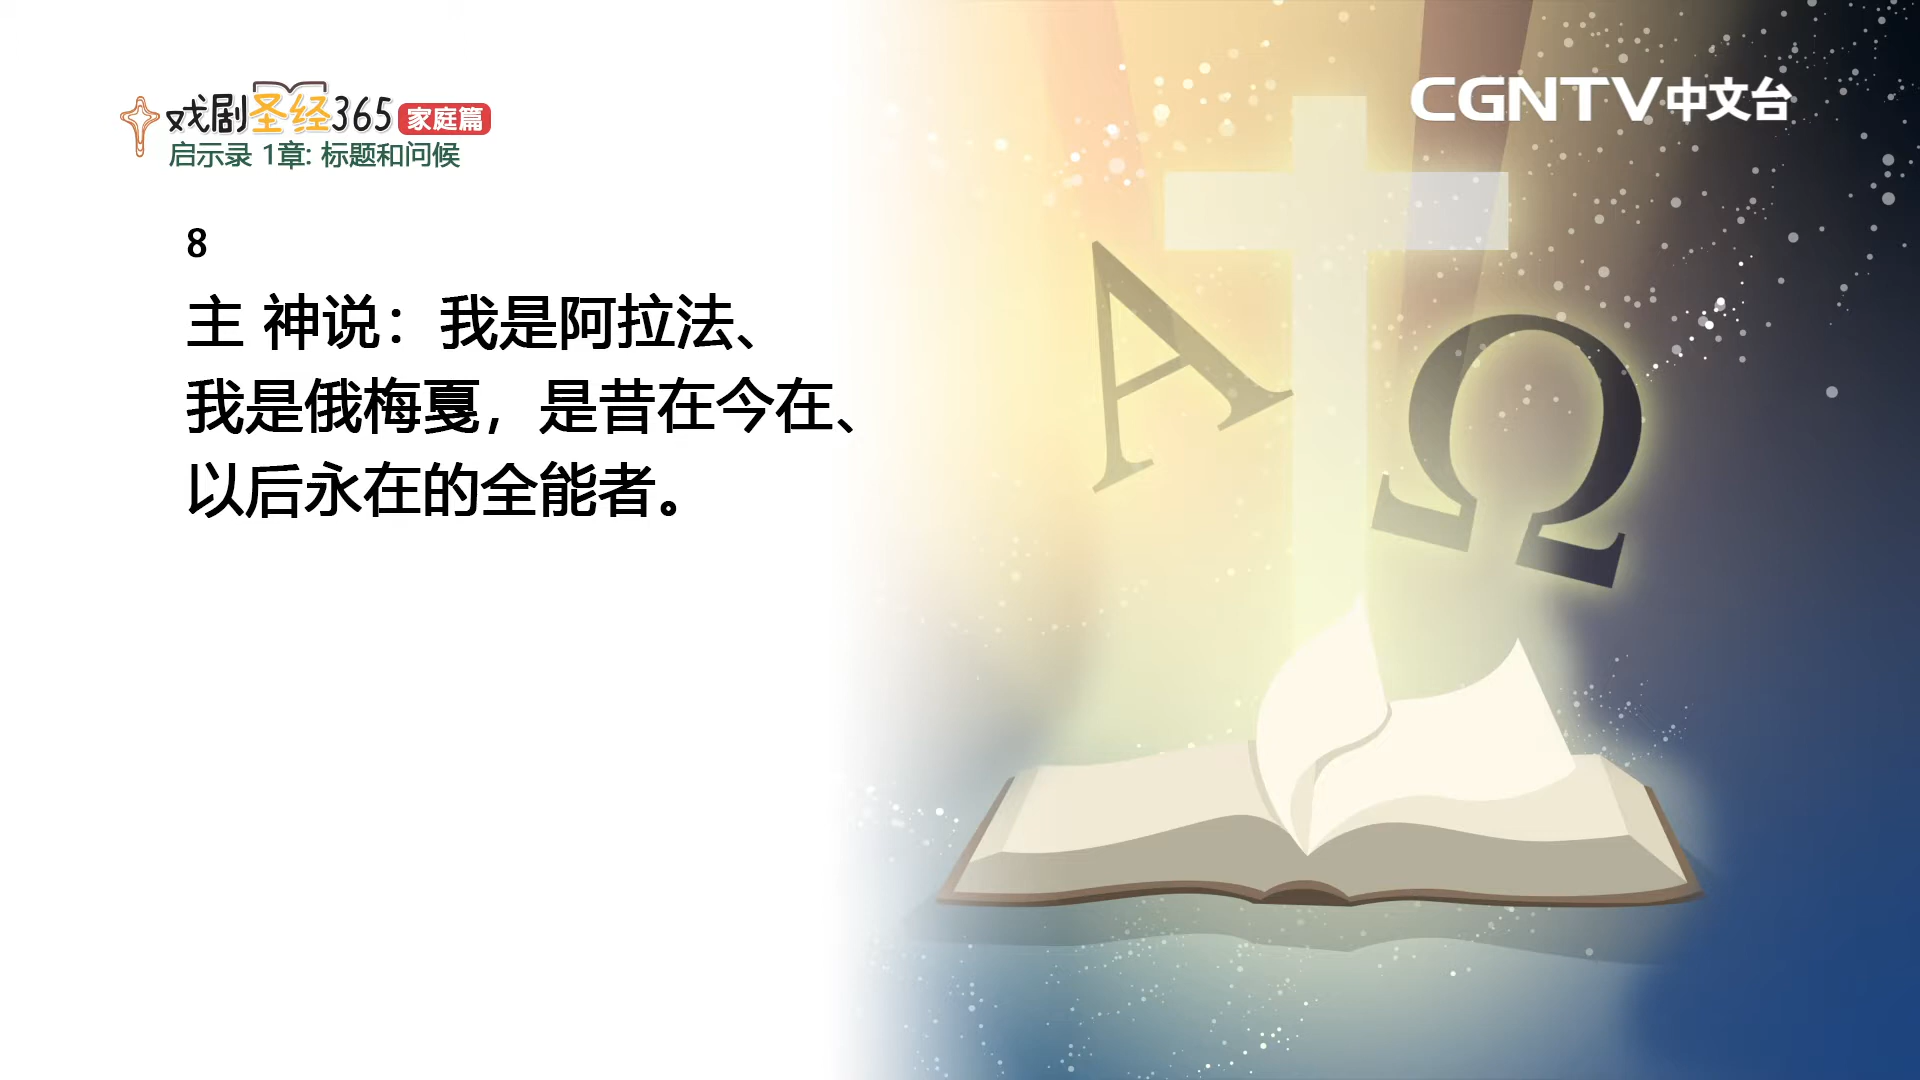 戏剧圣经365 家庭篇
CGNTV中文台
启示录 1章: 标题和问候
8
主 神说：我是阿拉法、
我是俄梅戛，是昔在今在、
以后永在的全能者。
A
Ω